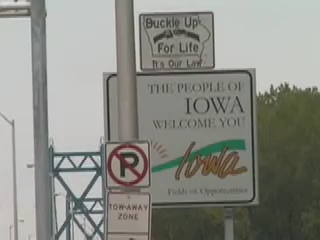 Buckle Up
For Life
It's Our Law
THE PEOPLE OF
IOWA
WELCOME YOU
Iowa
Fields of Opportunities
P
TOW-AWAY
ZONE